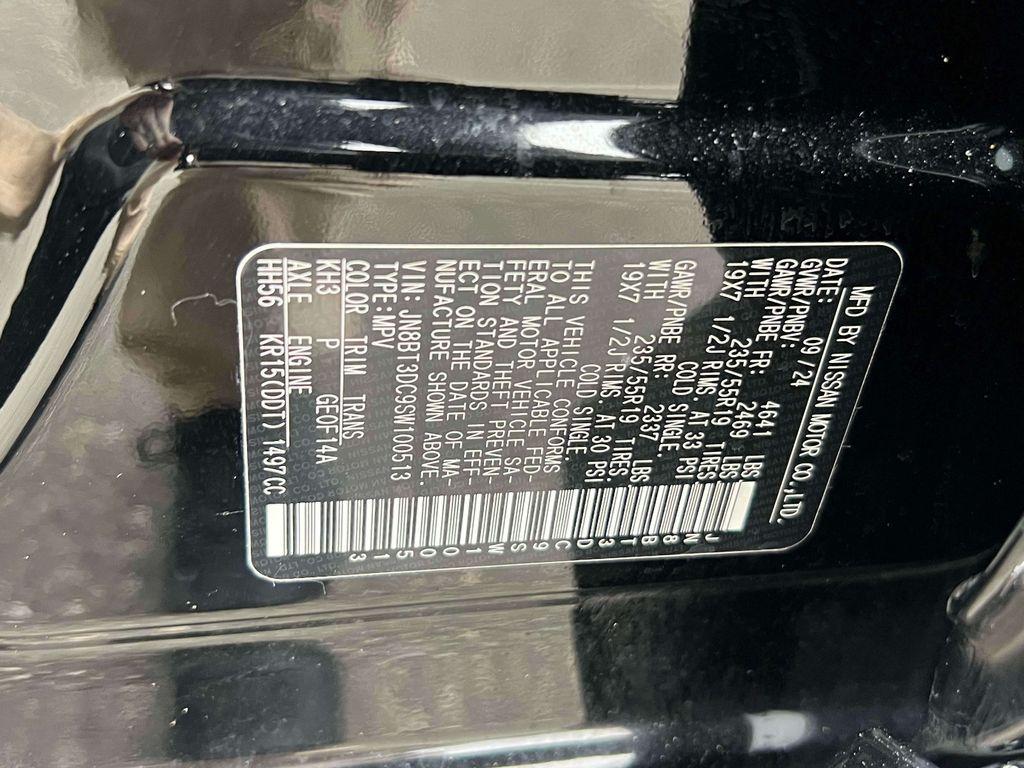 MFD BY NISSAN MOTOR CO.,LTD.
DATE: 09/24
GVWR/PNBV: 4641 LBS
GAWR/PNBE FR: 2469 LBS
WITH 235/55R19 TIRES
19X7 1/2J RIMS, AT 33 PSI
COLD SINGLE,
GAWR/PNBE RR: 2337 LBS
WITH 235/55R19 TIRES,
19X7 1/2J RIMS AT 30 PSI
COLD SINGLE,
THIS VEHICLE CONFORMS
TO ALL APPLICABLE FED-
ERAL MOTOR VEHICLE SA-
FETY AND THEFT PREVEN-
TION STANDARDS IN EFF-
ECT ON THE DATE OF MA-
NUFACTURE SHOWN ABOVE.
VIN: JN8BT3DC9SW100513
TYPE:MPV
COLOR TRIM TRANS
KH3 P GE0F14A
AXLE ENGINE
HH56 KR15(DDT)1497CC
JN8BT3DC9SW100513